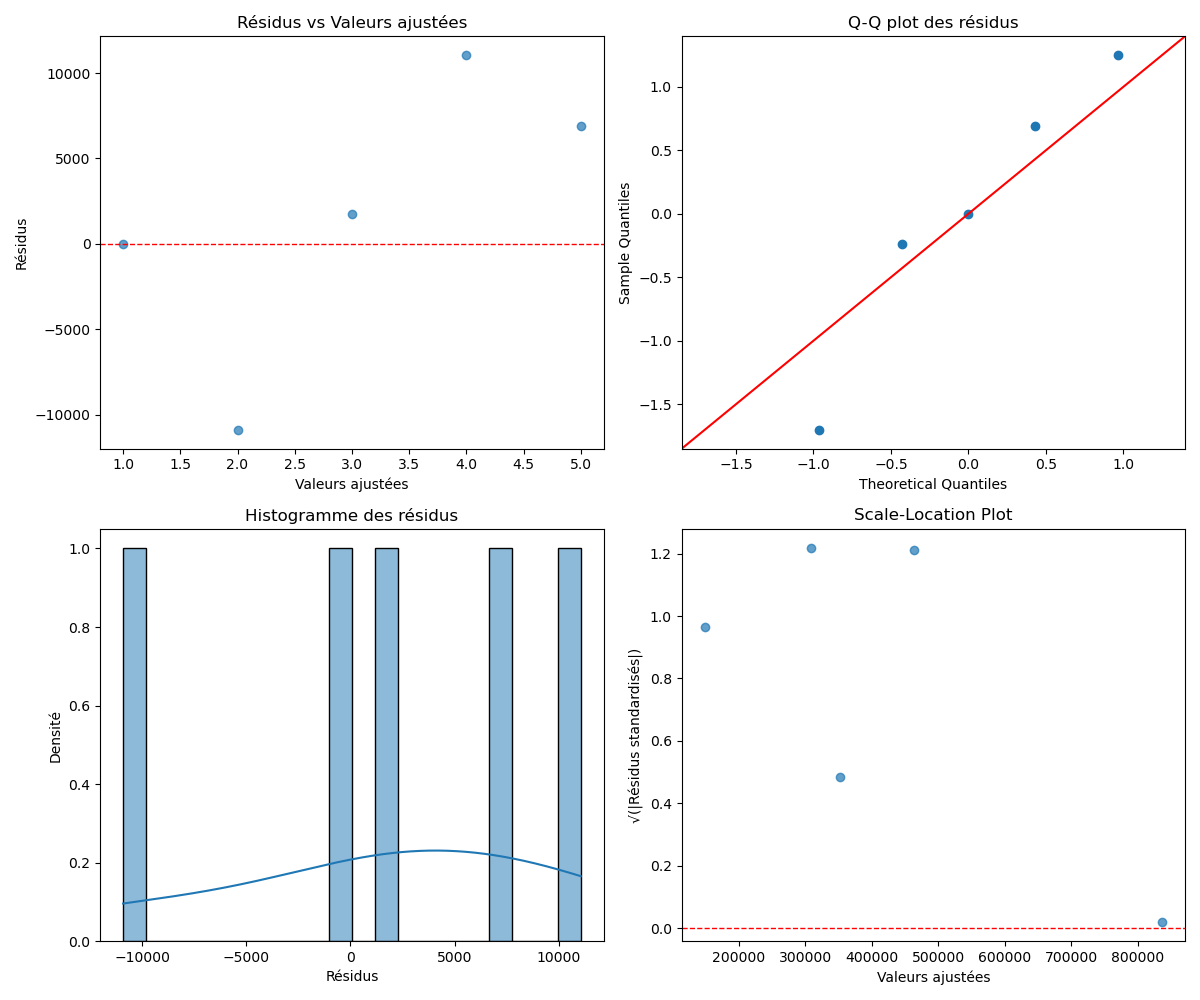 Résidus vs Valeurs ajustées
10000
5000
0
−5000
−10000
Résidus
1.0 1.5 2.0 2.5 3.0 3.5 4.0 4.5 5.0
Valeurs ajustées
Q-Q plot des résidus
1.0
0.5
0.0
−0.5
−1.0
−1.5
Sample Quantiles
−1.5 −1.0 −0.5 0.0 0.5 1.0
Theoretical Quantiles
Histogramme des résidus
1.0
0.8
0.6
0.4
0.2
0.0
Densité
−10000 −5000 0 5000 10000
Résidus
Scale-Location Plot
1.2
1.0
0.8
0.6
0.4
0.2
0.0
√(|Résidus standardisés|)
200000 300000 400000 500000 600000 700000 800000
Valeurs ajustées